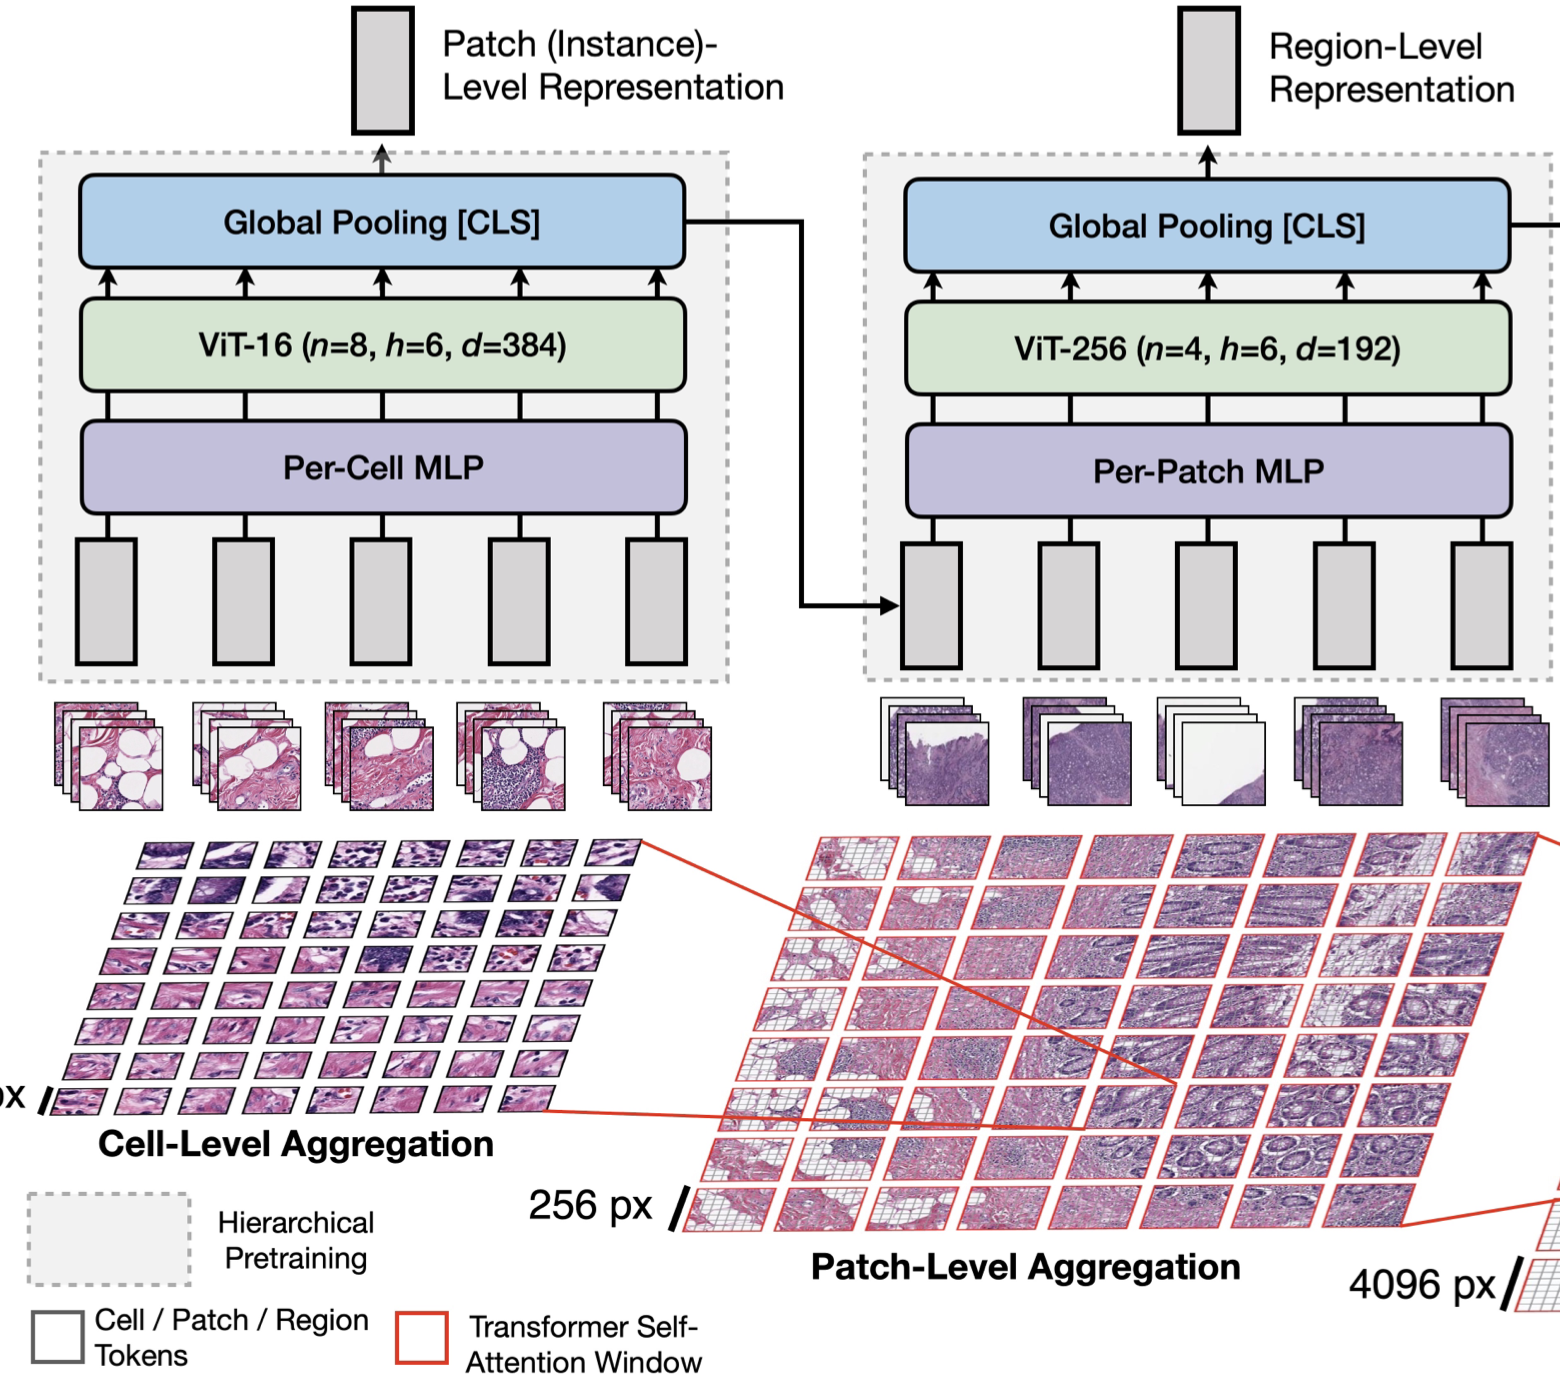 Patch (Instance)-
Level Representation
Region-Level
Representation
Global Pooling [CLS]
Global Pooling [CLS]
ViT-16 (n=8, h=6, d=384)
ViT-256 (n=4, h=6, d=192)
Per-Cell MLP
Per-Patch MLP
px
Cell-Level Aggregation
256 px
Patch-Level Aggregation
4096 px
Hierarchical
Pretraining
Cell / Patch / Region
Tokens
Transformer Self-
Attention Window